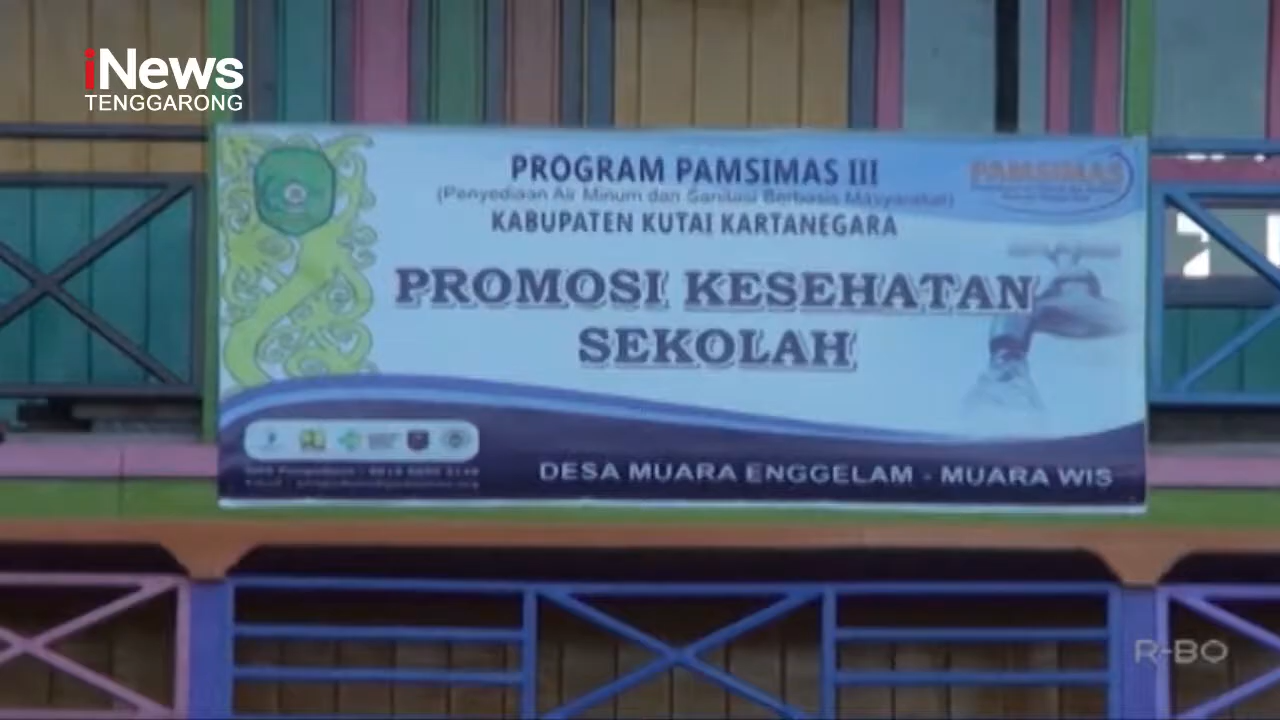 iNews
TENGGARONG
PROGRAM PAMSIMAS III
PAMSIMAS
(Penyediaan Air Minum dan Sanitasi Berbasis Masyarakat)
KABUPATEN KUTAI KARTANEGARA
PROMOSI KESEHATAN
SEKOLAH
DESA MUARA ENGGELAM - MUARA WIS
R-BO